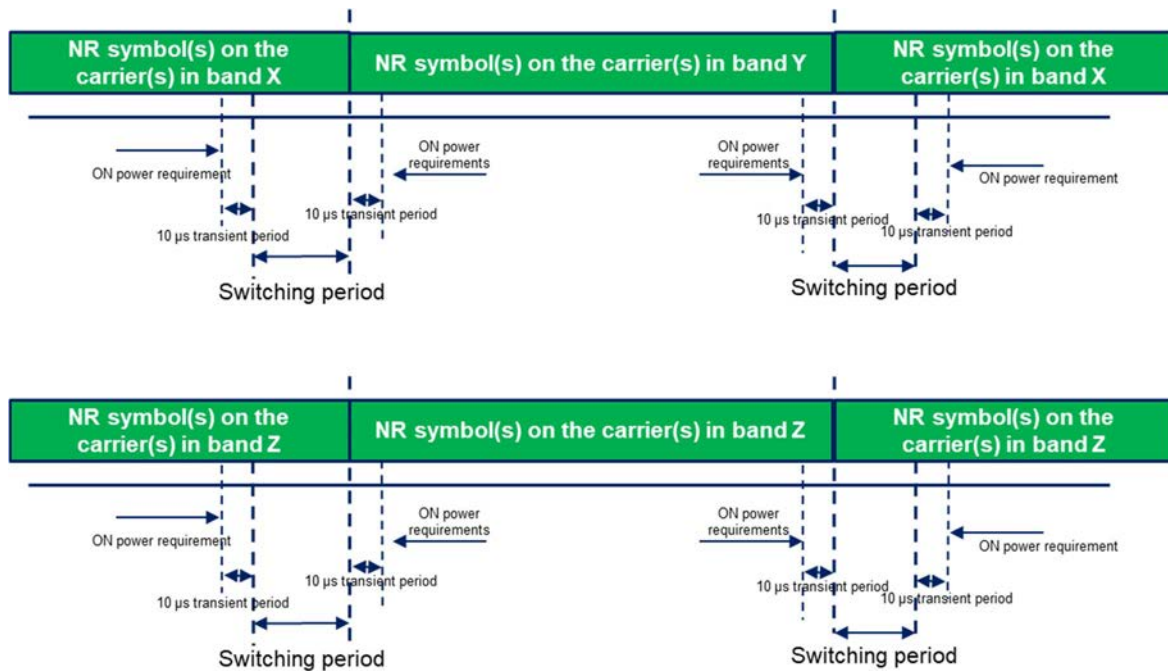 NR symbol(s) on the
carrier(s) in band X
NR symbol(s) on the carrier(s) in band Y
NR symbol(s) on the
carrier(s) in band X
ON power requirement
ON power
requirements
ON power
requirements
ON power requirement
10 µs transient period
10 µs transient period
10 µs transient period
10 µs transient period
Switching period
Switching period
NR symbol(s) on the
carrier(s) in band Z
NR symbol(s) on the carrier(s) in band Z
NR symbol(s) on the
carrier(s) in band Z
ON power requirement
ON power
requirements
ON power
requirements
ON power requirement
10 µs transient period
10 µs transient period
10 µs transient period
10 µs transient period
Switching period
Switching period